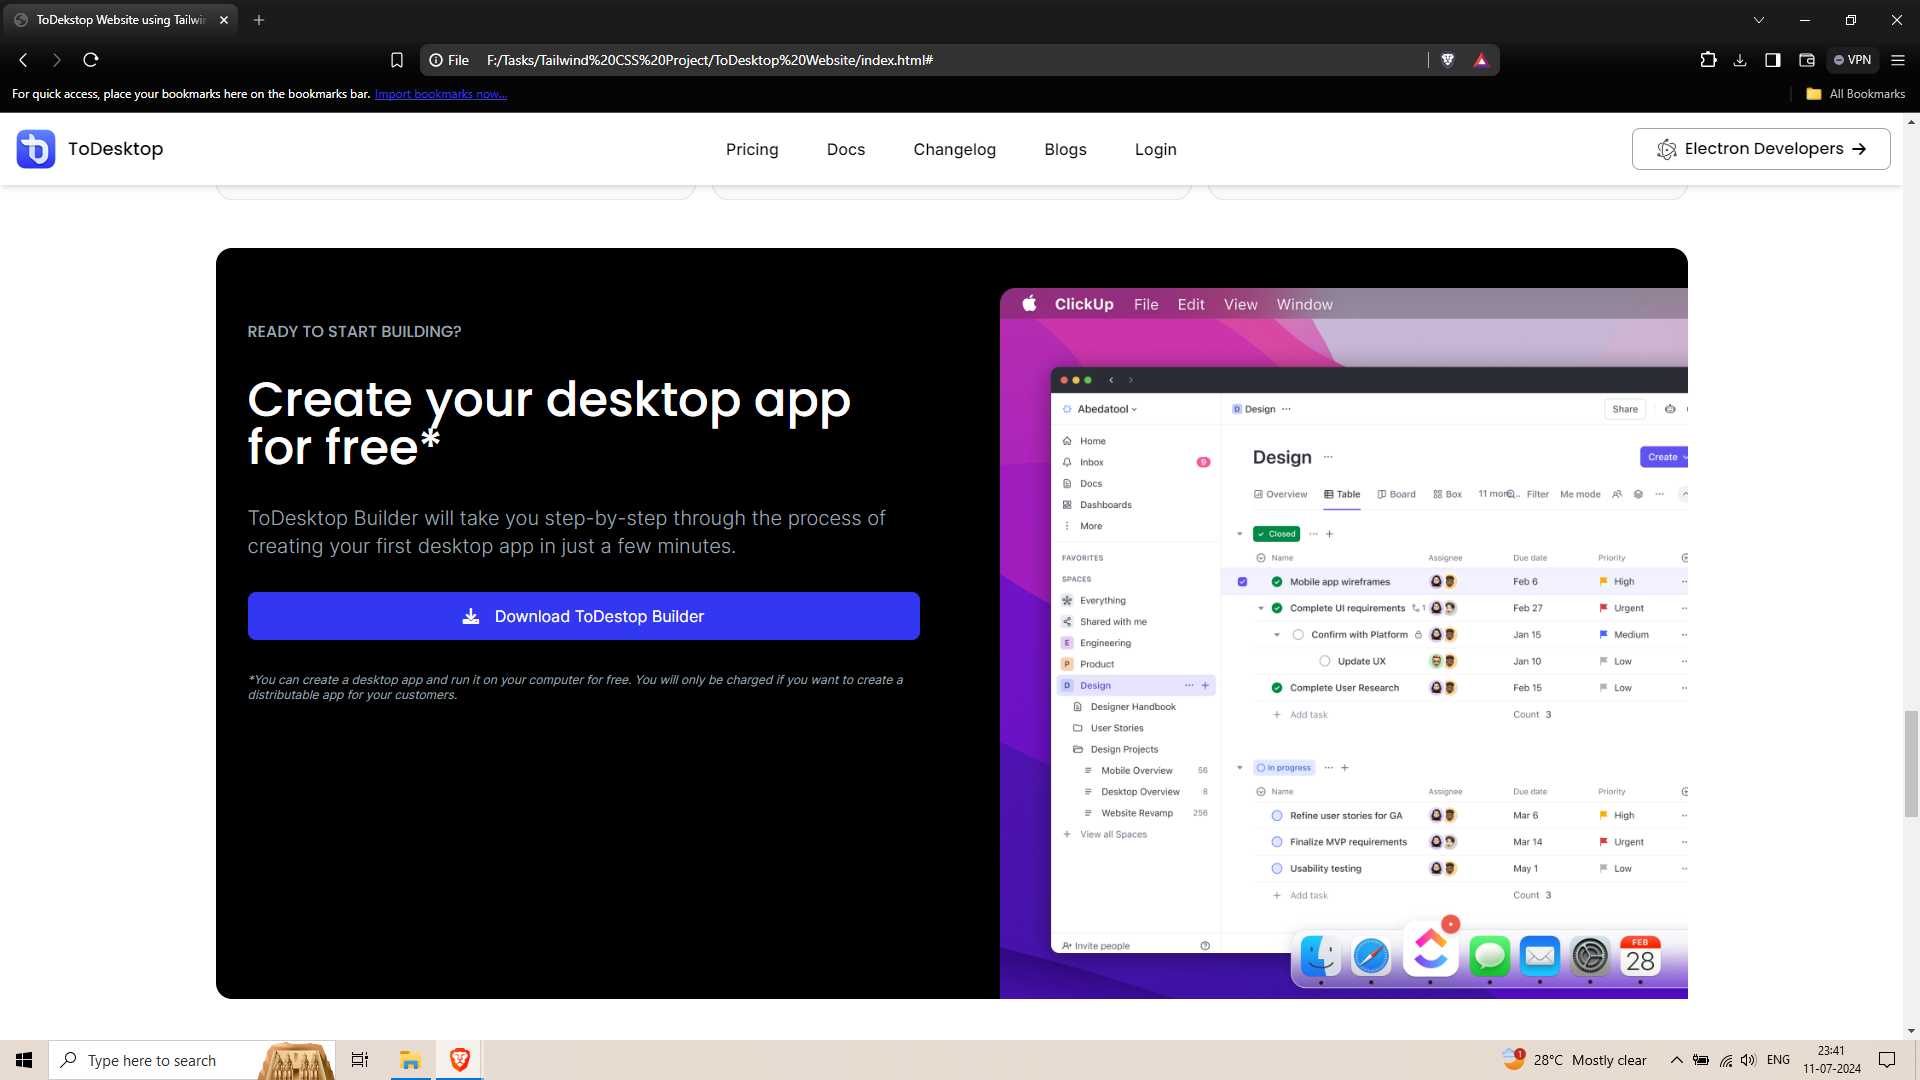 ToDekstop Website using Tailwi
File F:/Tasks/Tailwind%20CSS%20Project/ToDesktop%20Website/index.html#
VPN
For quick access, place your bookmarks here on the bookmarks bar. Import bookmarks now...
All Bookmarks
ToDesktop
Pricing
Docs
Changelog
Blogs
Login
Electron Developers →
READY TO START BUILDING?
Create your desktop app
for free*
ToDesktop Builder will take you step-by-step through the process of
creating your first desktop app in just a few minutes.
Download ToDestop Builder
*You can create a desktop app and run it on your computer for free. You will only be charged if you want to create a
distributable app for your customers.
ClickUp File Edit View Window
Abedatool
Home
Inbox 9
Docs
Dashboards
More
FAVORITES
SPACES
Everything
Shared with me
E Engineering
P Product
D Design
Designer Handbook
User Stories
Design Projects
Mobile Overview 56
Desktop Overview 8
Website Revamp 256
+ View all Spaces
Invite people
D Design ... Share
Design ... Create
Overview Table Board Box 11 mor... Filter Me mode
Closed ... +
Name Assignee Due date Priority
Mobile app wireframes Feb 6 High
Complete UI requirements 1 Feb 27 Urgent
Confirm with Platform Jan 15 Medium
Update UX Jan 10 Low
Complete User Research Feb 15 Low
+ Add task Count 3
In progress ... +
Name Assignee Due date Priority
Refine user stories for GA Mar 6 High
Finalize MVP requirements Mar 14 Urgent
Usability testing May 1 Low
+ Add task Count 3
FEB
28
Type here to search
1
28°C Mostly clear
ENG
23:41
11-07-2024